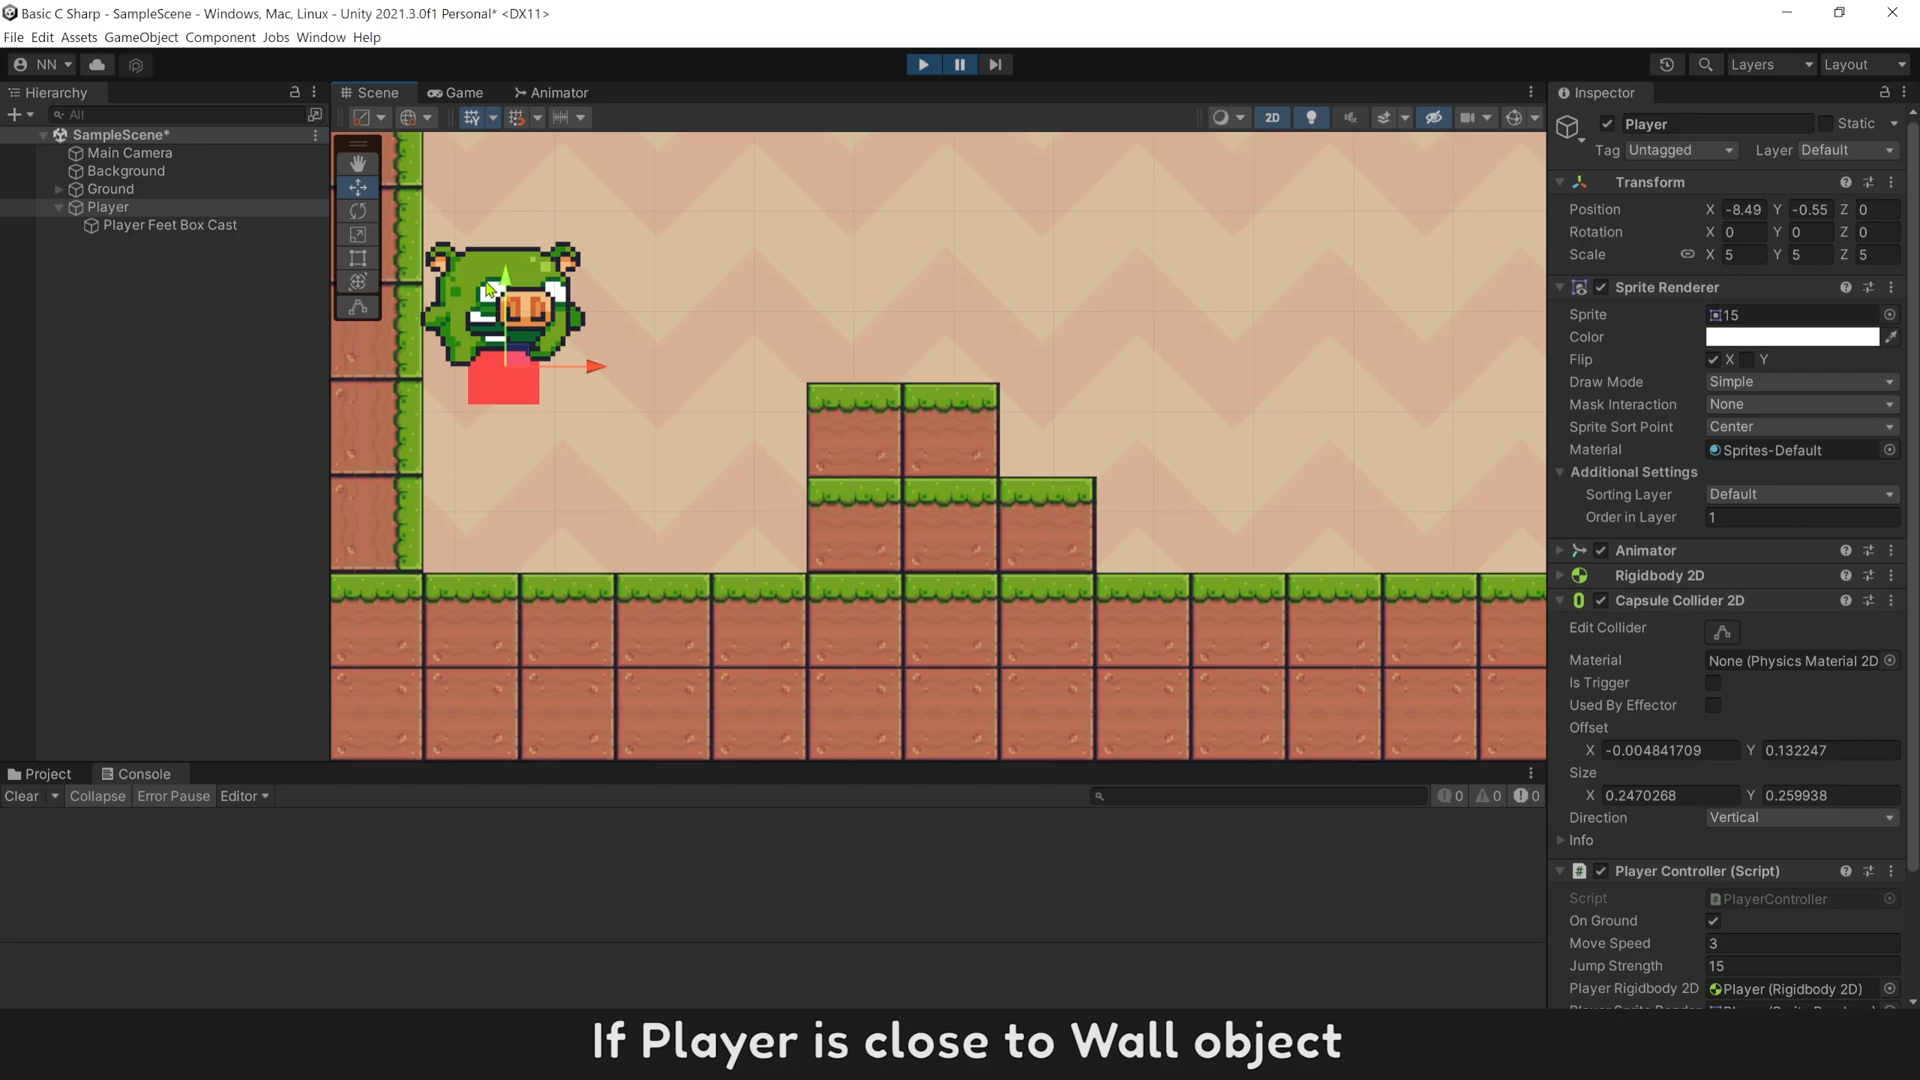 Basic C Sharp - SampleScene - Windows, Mac, Linux - Unity 2021.3.0f1 Personal* <DX11>
File Edit Assets GameObject Component Jobs Window Help
NN Layers Layout
Hierarchy
All
SampleScene*
Main Camera
Background
Ground
Player
Player Feet Box Cast
Scene Game Animator
2D
Inspector
Player Static
Tag Untagged Layer Default
Transform
Position X -8.49 Y -0.55 Z 0
Rotation X 0 Y 0 Z 0
Scale X 5 Y 5 Z 5
Sprite Renderer
Sprite 15
Color
Flip X Y
Draw Mode Simple
Mask Interaction None
Sprite Sort Point Center
Material Sprites-Default
Additional Settings
Sorting Layer Default
Order in Layer 1
Animator
Rigidbody 2D
Capsule Collider 2D
Edit Collider
Material None (Physics Material 2D
Is Trigger
Used By Effector
Offset
X -0.004841709 Y 0.132247
Size
X 0.2470268 Y 0.259938
Direction Vertical
Info
Player Controller (Script)
Script PlayerController
On Ground
Move Speed 3
Jump Strength 15
Player Rigidbody 2D Player (Rigidbody 2D)
Project Console
Clear Collapse Error Pause Editor
0 0 0
If Player is close to Wall object